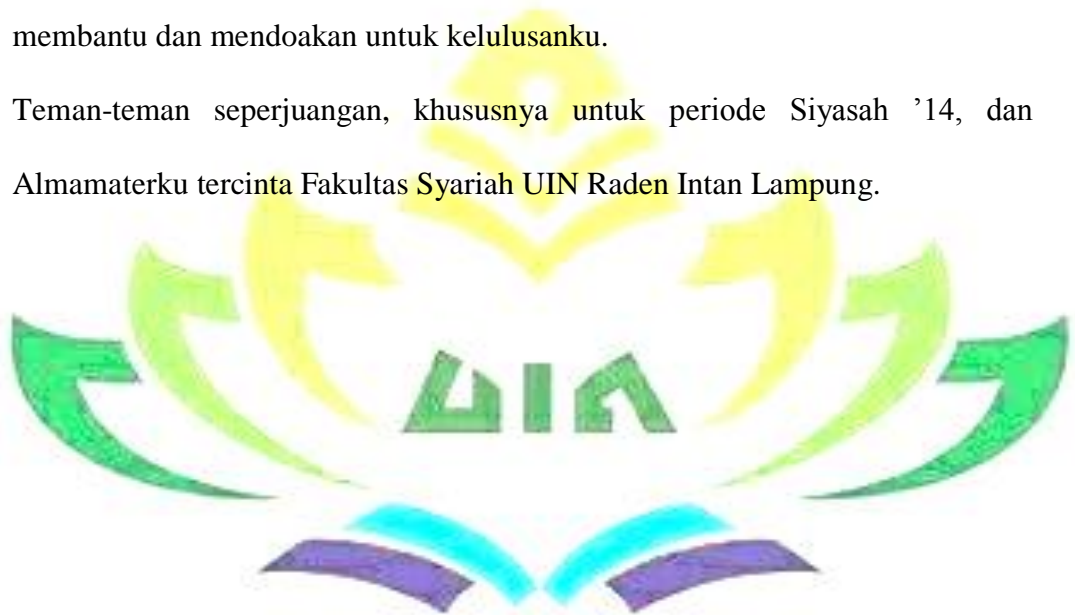 membantu dan mendoakan untuk kelulusanku.
Teman-teman seperjuangan, khususnya untuk periode Siyasah ’14, dan
Almamaterku tercinta Fakultas Syariah UIN Raden Intan Lampung.
UIN